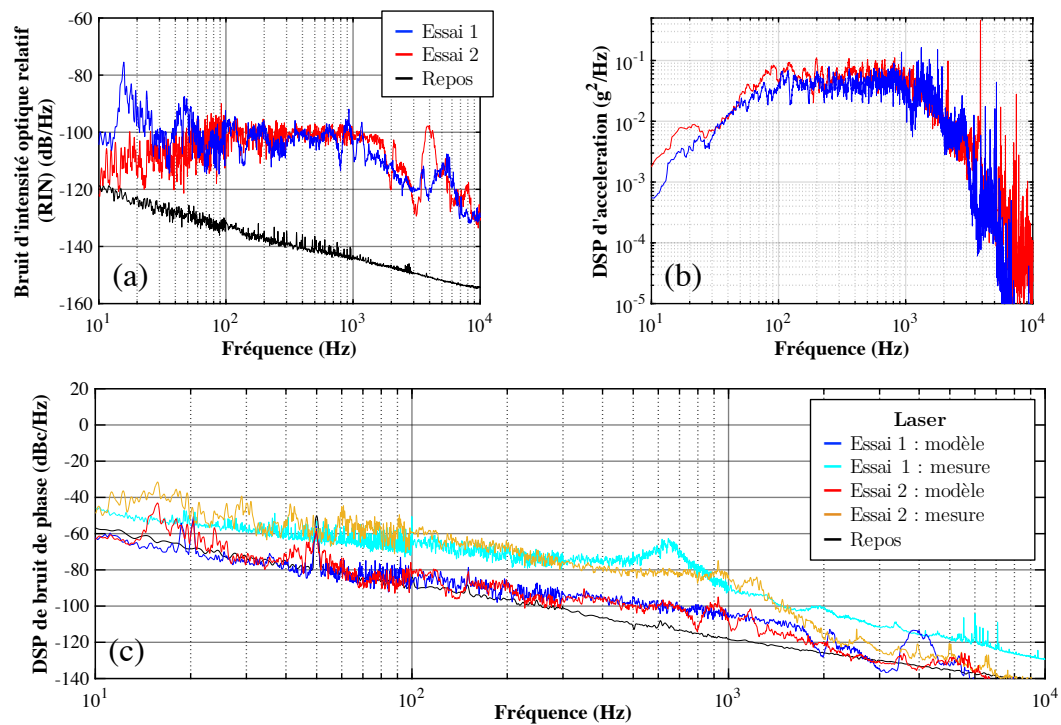 -60
-80
-100
-120
-140
-160
Bruit d'intensité optique relatif
(RIN) (dB/Hz)
Essai 1
Essai 2
Repos
(a)
10^1
10^2
10^3
10^4
Fréquence (Hz)
10^-1
10^-2
10^-3
10^-4
10^-5
DSP d'acceleration (g^2/Hz)
(b)
10^1
10^2
10^3
10^4
Fréquence (Hz)
20
0
-20
-40
-60
-80
-100
-120
-140
DSP de bruit de phase (dBc/Hz)
Laser
Essai 1 : modèle
Essai 1 : mesure
Essai 2 : modèle
Essai 2 : mesure
Repos
(c)
10^1
10^2
10^3
10^4
Fréquence (Hz)